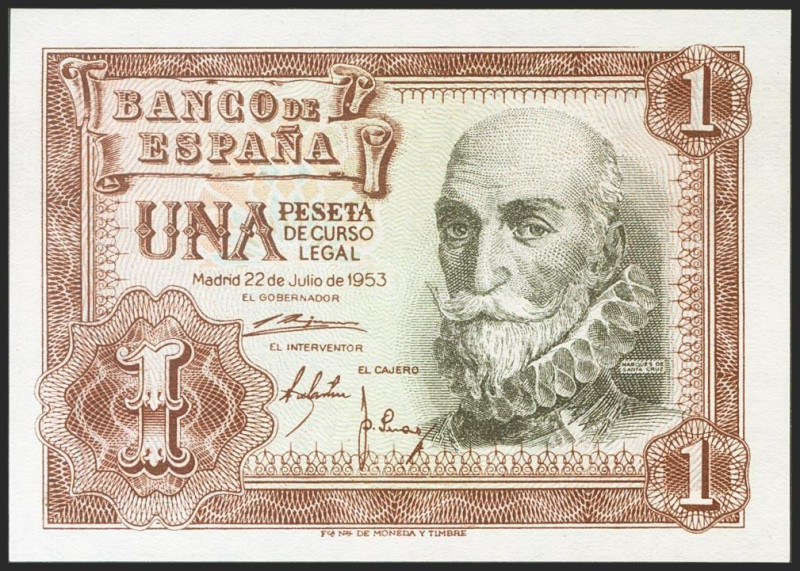 BANCO DE
ESPAÑA
1
UNA PESETA
DE CURSO
LEGAL
Madrid 22 de Julio de 1953
EL GOBERNADOR
EL INTERVENTOR
EL CAJERO
MARQUES DE
SANTA CRUZ
1
1
Fca Nal DE MONEDA Y TIMBRE